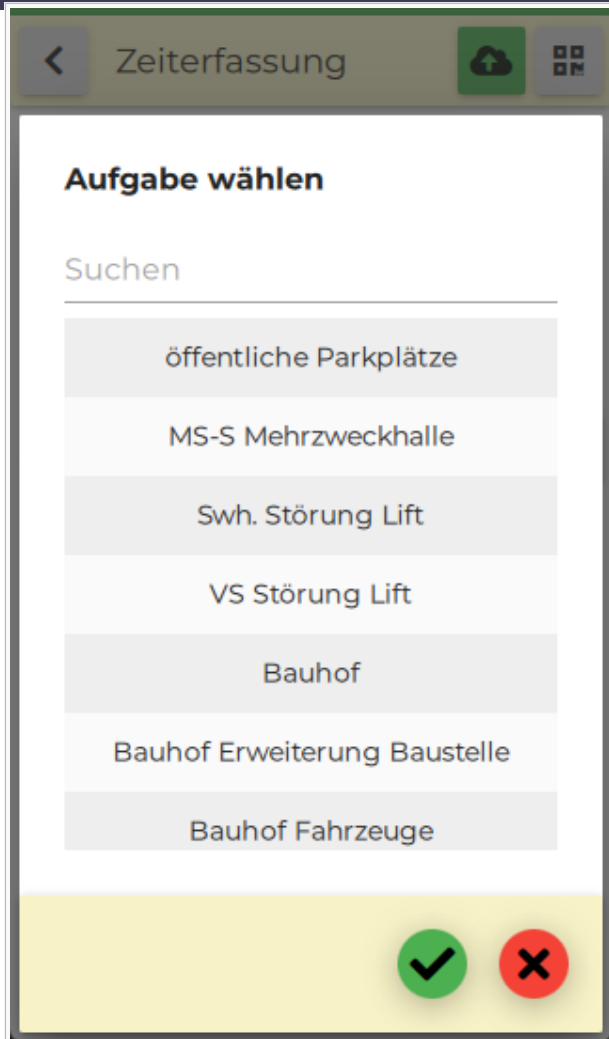 Zeiterfassung
Aufgabe wählen
Suchen
öffentliche Parkplätze
MS-S Mehrzweckhalle
Swh. Störung Lift
VS Störung Lift
Bauhof
Bauhof Erweiterung Baustelle
Bauhof Fahrzeuge